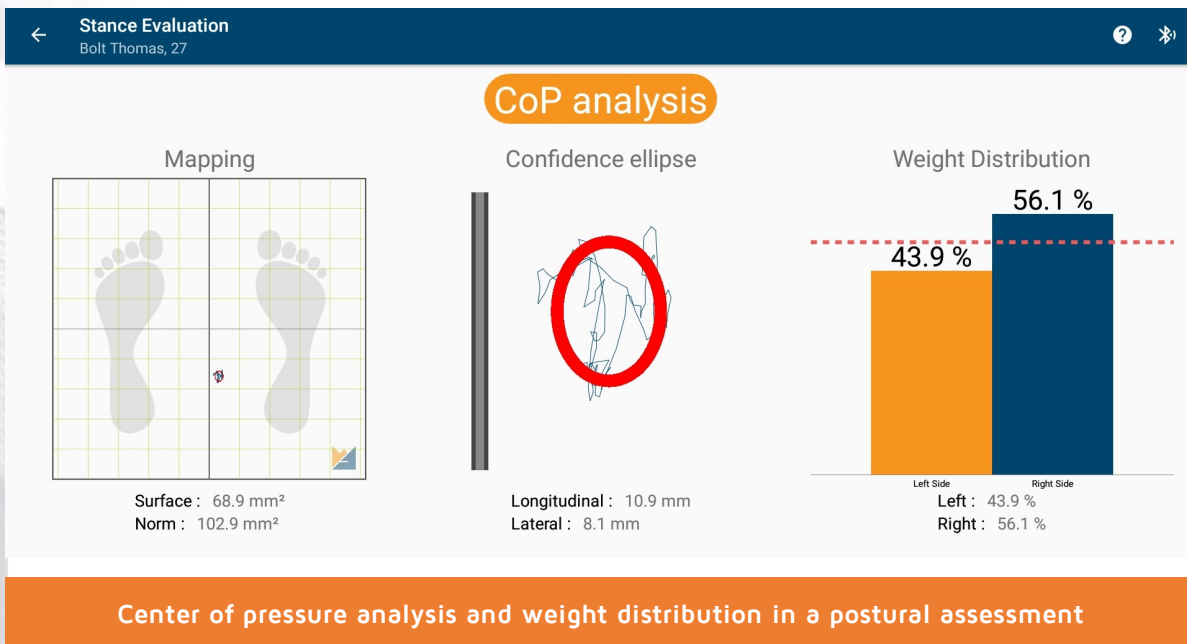 Stance Evaluation
Bolt Thomas, 27
CoP analysis
Mapping
Surface : 68.9 mm²
Norm : 102.9 mm²
Confidence ellipse
Longitudinal : 10.9 mm
Lateral : 8.1 mm
Weight Distribution
56.1 %
43.9 %
Left Side
Right Side
Left : 43.9 %
Right : 56.1 %
Center of pressure analysis and weight distribution in a postural assessment